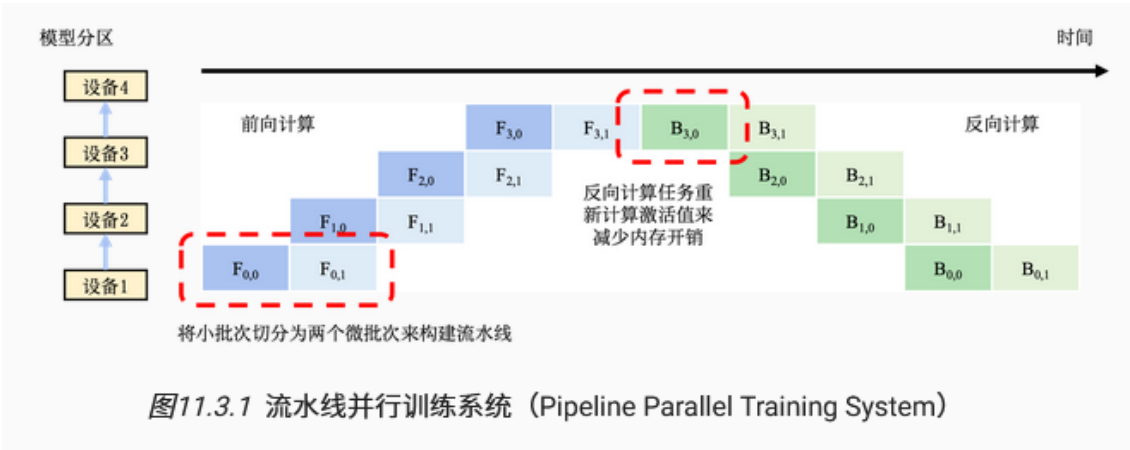 模型分区
时间
设备4
前向计算
F3,0
F3,1
B3,0
B3,1
反向计算
设备3
F2,0
F2,1
反向计算任务重
新计算激活值来
减少内存开销
B2,0
B2,1
设备2
F1,0
F1,1
B1,0
B1,1
设备1
F0,0
F0,1
B0,0
B0,1
将小批次切分为两个微批次来构建流水线
图11.3.1 流水线并行训练系统（Pipeline Parallel Training System）